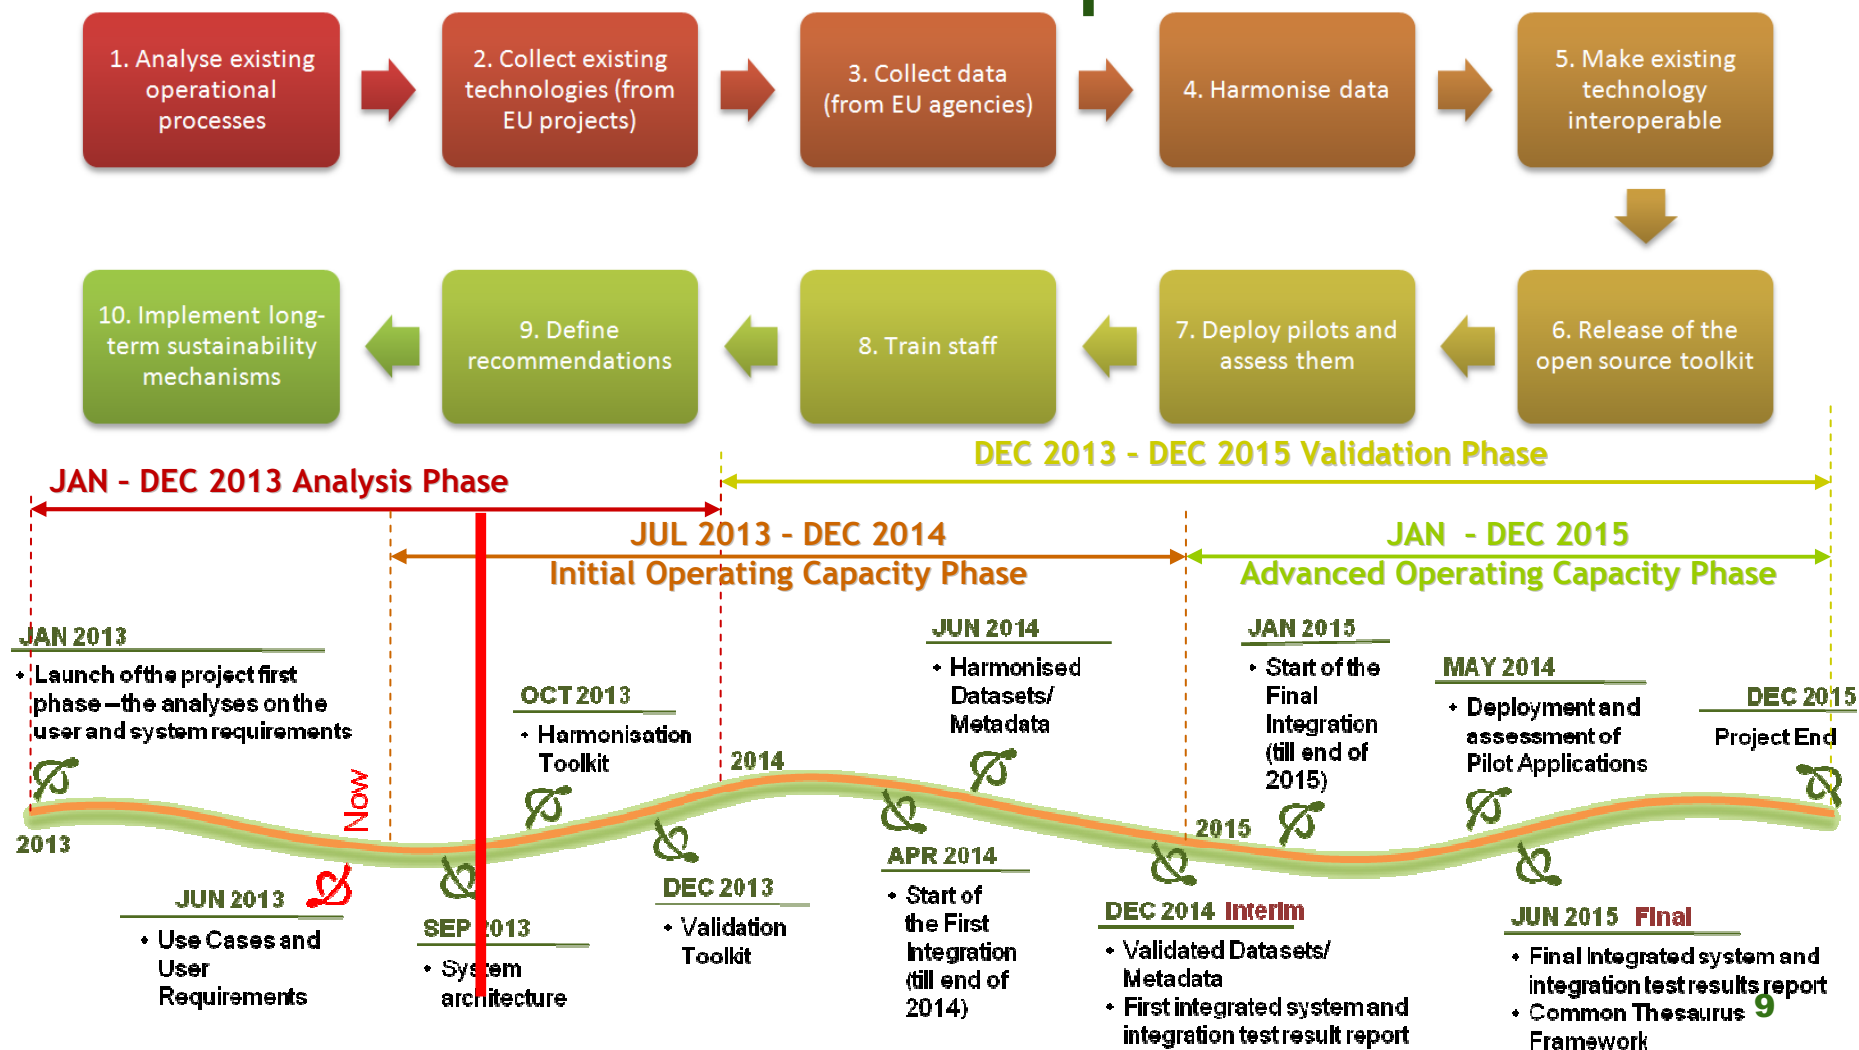 1. Analyse existing
operational
processes
2. Collect existing
technologies (from
EU projects)
3. Collect data
(from EU agencies)
4. Harmonise data
5. Make existing
technology
interoperable
10. Implement long-
term sustainability
mechanisms
9. Define
recommendations
8. Train staff
7. Deploy pilots and
assess them
6. Release of the
open source toolkit
DEC 2013 - DEC 2015 Validation Phase
JAN - DEC 2013 Analysis Phase
JUL 2013 - DEC 2014
Initial Operating Capacity Phase
JAN - DEC 2015
Advanced Operating Capacity Phase
JAN 2013
• Launch of the project first
phase – the analyses on the
user and system requirements
OCT 2013
• Harmonisation
Toolkit
JUN 2014
• Harmonised
Datasets/
Metadata
JAN 2015
• Start of the
Final
Integration
(till end of
2015)
MAY 2014
• Deployment and
assessment of
Pilot Applications
DEC 2015
Project End
Now
2013
2014
2015
JUN 2013
• Use Cases and
User
Requirements
SEP 2013
• System
architecture
DEC 2013
• Validation
Toolkit
APR 2014
• Start of
the First
Integration
(till end of
2014)
DEC 2014 Interim
• Validated Datasets/
Metadata
• First integrated system and
integration test result report
JUN 2015 Final
• Final Integrated system and
integration test results report
• Common Thesaurus
Framework
9